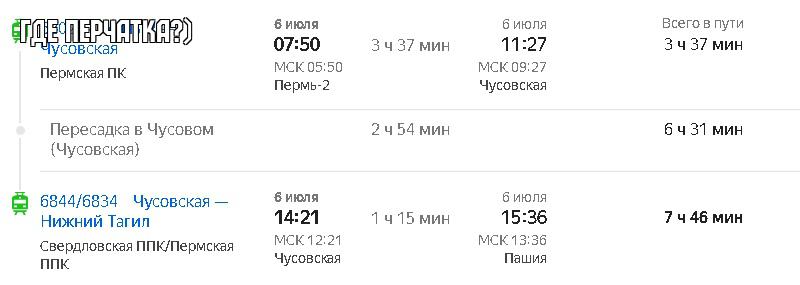 ГДЕ ПЕРЧАТКА?)
Чусовская
Пермская ПК
6 июля
07:50
МСК 05:50
Пермь-2
3 ч 37 мин
6 июля
11:27
МСК 09:27
Чусовская
Всего в пути
3 ч 37 мин
Пересадка в Чусовом
(Чусовская)
2 ч 54 мин
6 ч 31 мин
6844/6834 Чусовская —
Нижний Тагил
Свердловская ППК/Пермская
ППК
6 июля
14:21
МСК 12:21
Чусовская
1 ч 15 мин
6 июля
15:36
МСК 13:36
Пашия
7 ч 46 мин